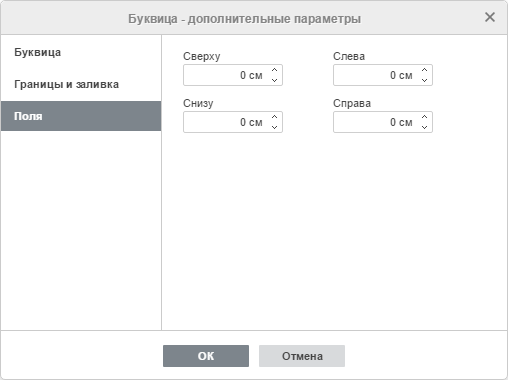 Буквица - дополнительные параметры
Буквица
Границы и заливка
Поля
Сверху
Слева
0 см
0 см
Снизу
Справа
0 см
0 см
ОК
Отмена